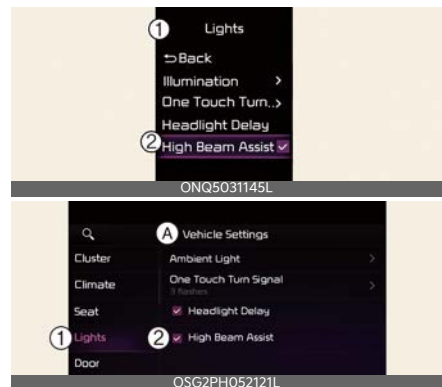 ① Lights
⮌Back
Illumination >
One Touch Turn..>
Headlight Delay
② High Beam Assist
ONQ5031145L
Ⓐ Vehicle Settings
Cluster
Ambient Light >
Climate
One Touch Turn Signal >
3 flashes
Seat
Headlight Delay
① Lights
② High Beam Assist
Door
OSG2PH052121L